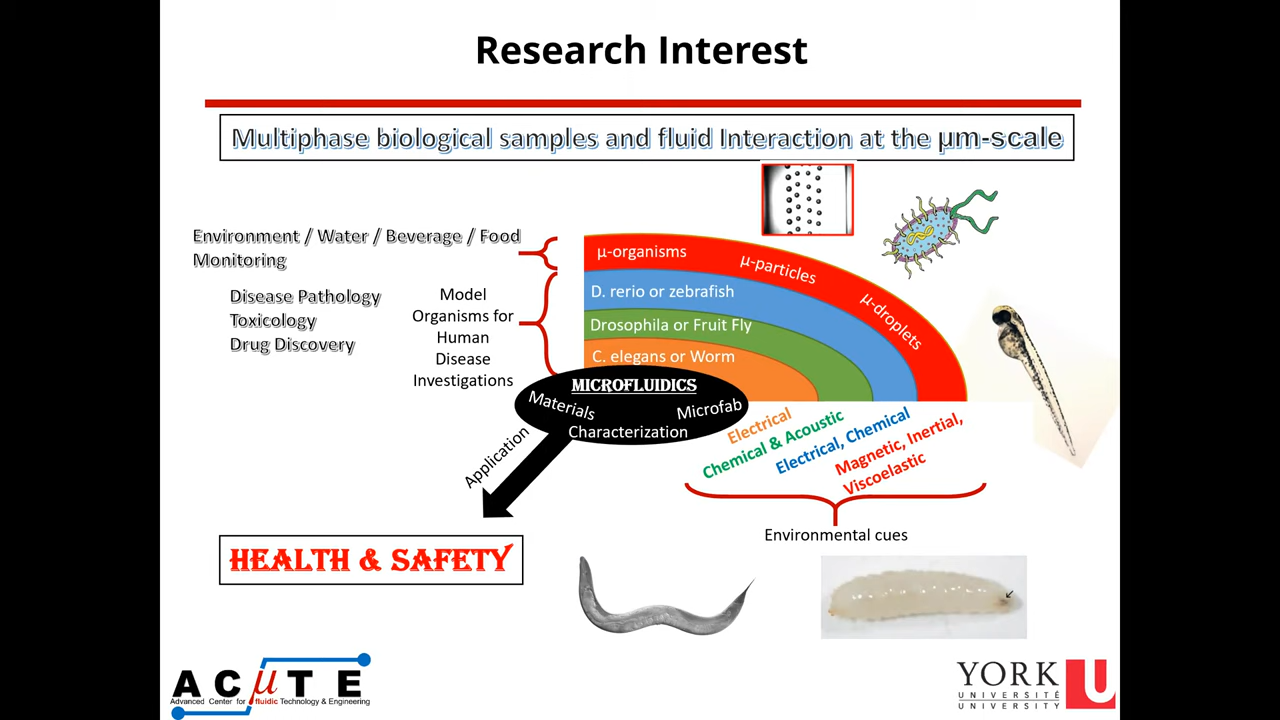 Research Interest
Multiphase biological samples and fluid Interaction at the µm-scale
Environment / Water / Beverage / Food
Monitoring
Disease Pathology
Toxicology
Drug Discovery
Model
Organisms for
Human
Disease
Investigations
µ-organisms
µ-particles
µ-droplets
D. rerio or zebrafish
Drosophila or Fruit Fly
C. elegans or Worm
MICROFLUIDICS
Materials
Microfab
Characterization
Application
Electrical
Chemical & Acoustic
Electrical, Chemical
Magnetic, Inertial,
Viscoelastic
Environmental cues
HEALTH & SAFETY
ACµTE
Advanced Center for fluidic Technology & Engineering
YORK U
UNIVERSITÉ
UNIVERSITY